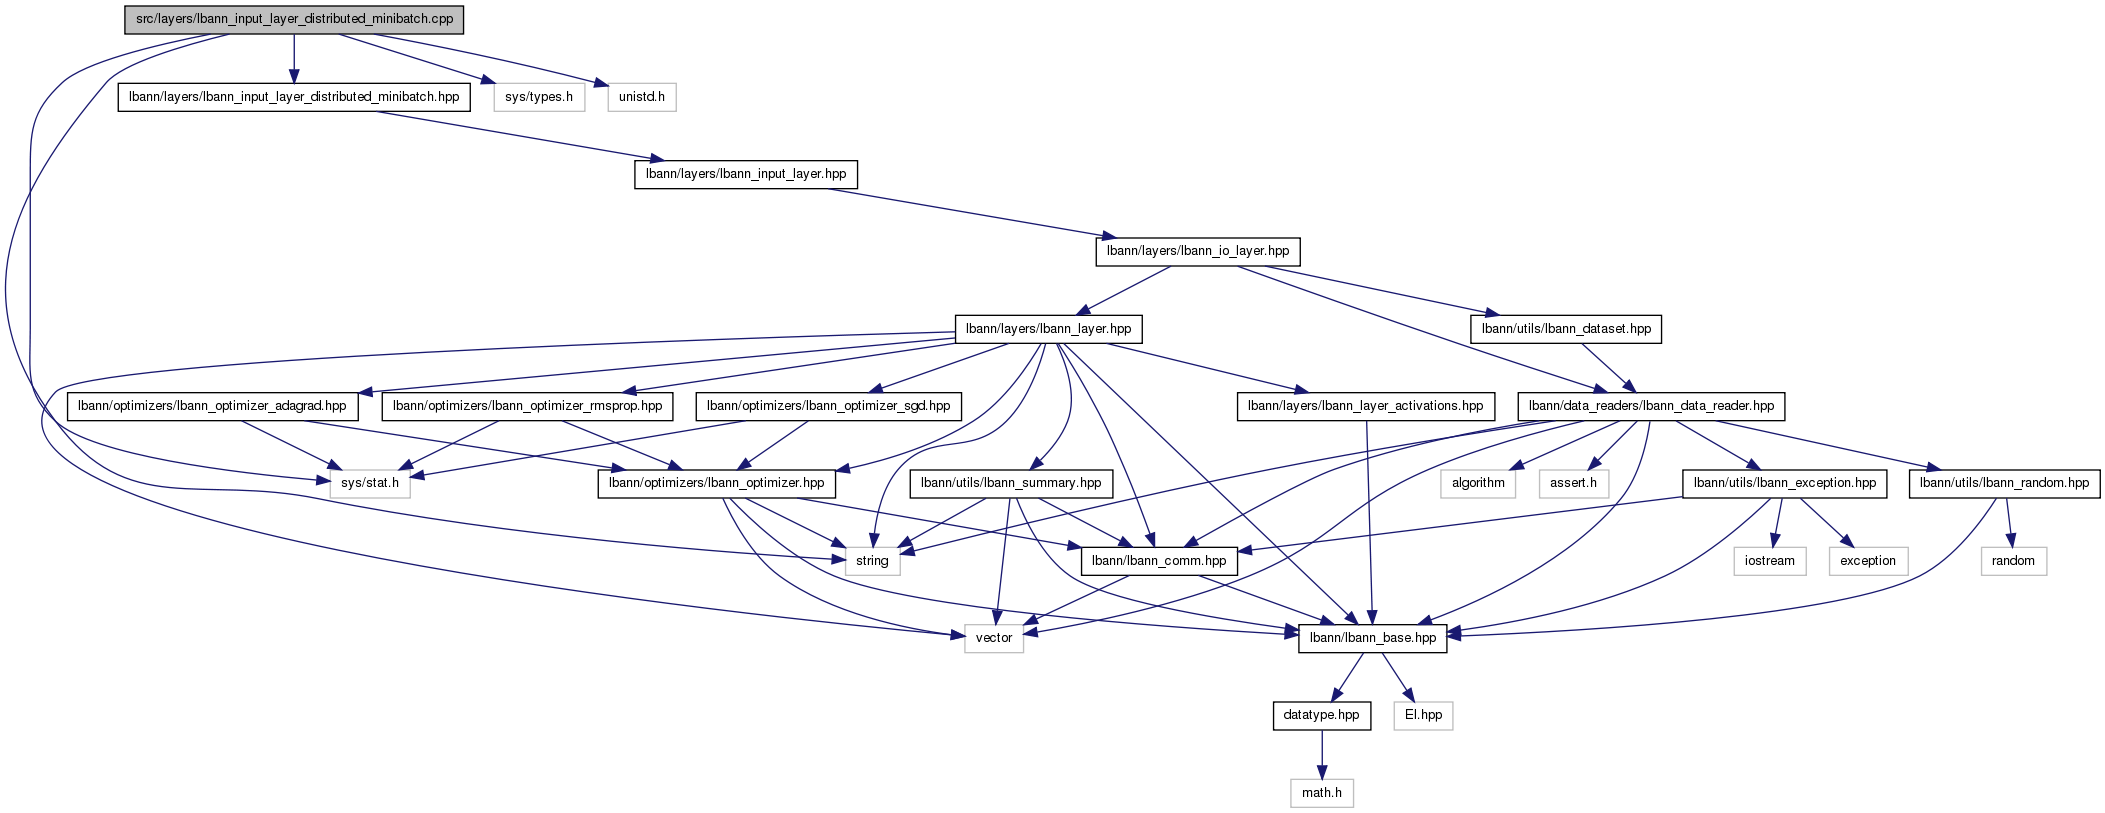 src/layers/lbann_input_layer_distributed_minibatch.cpp
lbann/layers/lbann_input_layer_distributed_minibatch.hpp
sys/types.h
unistd.h
lbann/layers/lbann_input_layer.hpp
lbann/layers/lbann_io_layer.hpp
lbann/layers/lbann_layer.hpp
lbann/utils/lbann_dataset.hpp
lbann/optimizers/lbann_optimizer_adagrad.hpp
lbann/optimizers/lbann_optimizer_rmsprop.hpp
lbann/optimizers/lbann_optimizer_sgd.hpp
lbann/layers/lbann_layer_activations.hpp
lbann/data_readers/lbann_data_reader.hpp
sys/stat.h
lbann/optimizers/lbann_optimizer.hpp
lbann/utils/lbann_summary.hpp
algorithm
assert.h
lbann/utils/lbann_exception.hpp
lbann/utils/lbann_random.hpp
string
lbann/lbann_comm.hpp
iostream
exception
random
vector
lbann/lbann_base.hpp
datatype.hpp
El.hpp
math.h